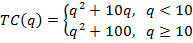 TC(q) = { q² + 10q, q < 10
q² + 100, q ≥ 10